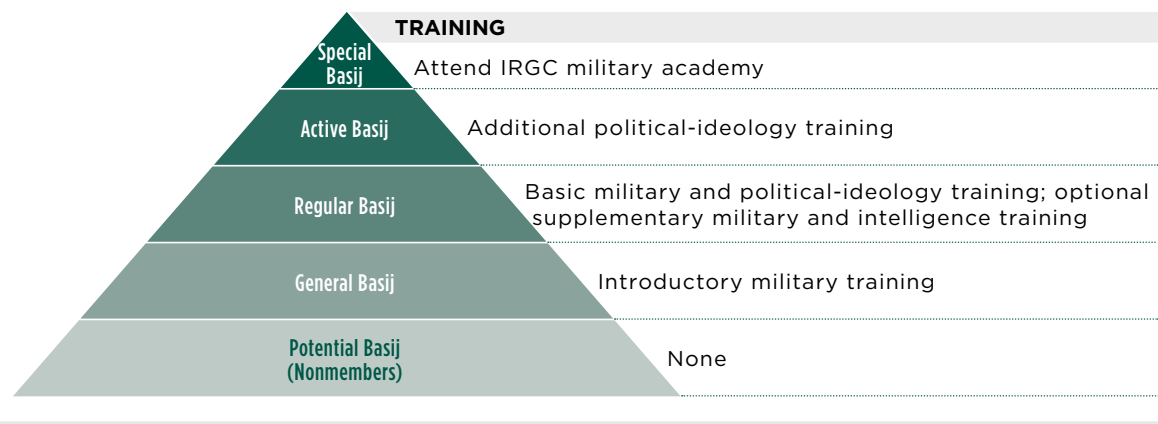 TRAINING
Special
Basij
Attend IRGC military academy
Active Basij
Additional political-ideology training
Regular Basij
Basic military and political-ideology training; optional
supplementary military and intelligence training
General Basij
Introductory military training
Potential Basij
(Nonmembers)
None